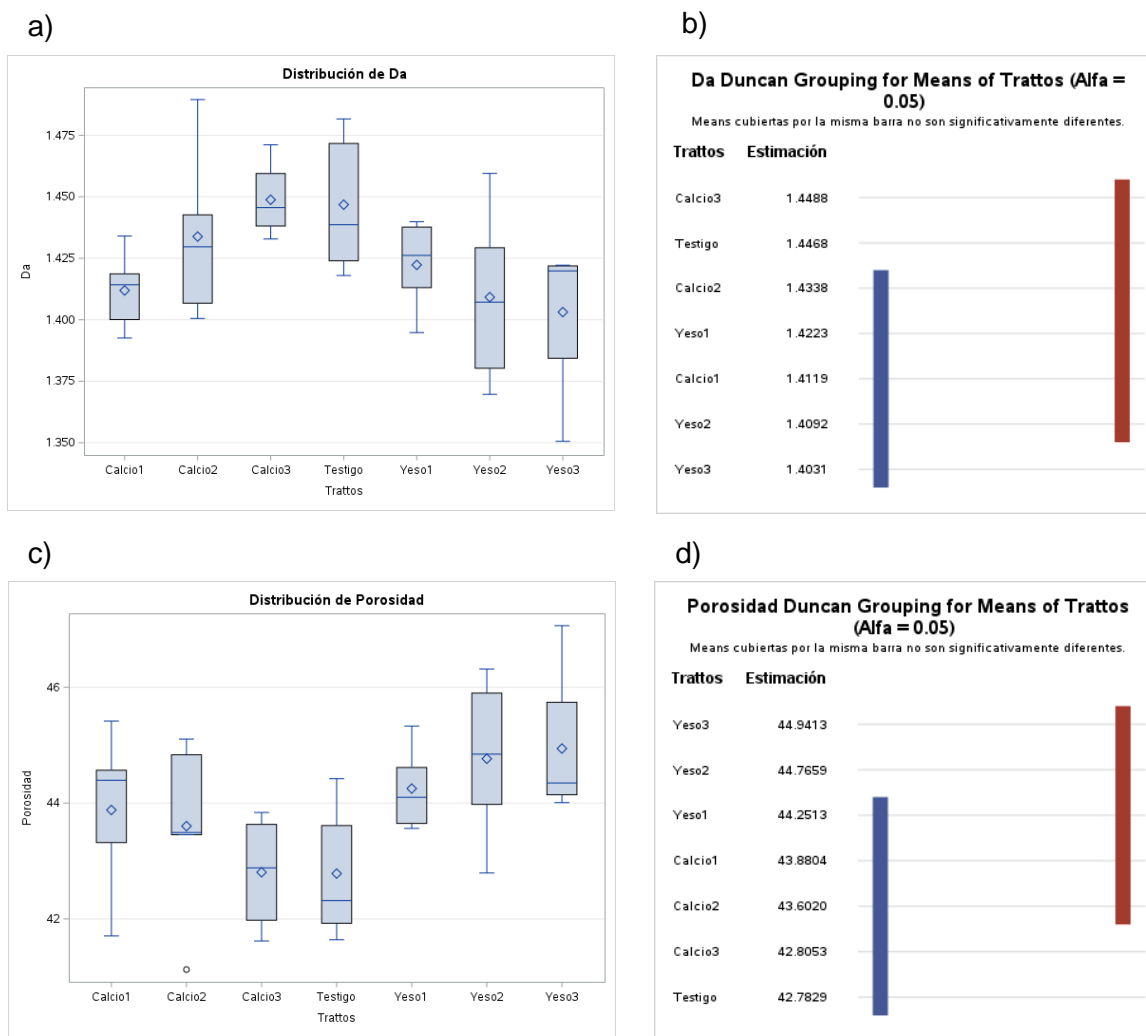 a)
Distribución de Da
1.475
1.450
1.425
1.400
1.375
1.350
Da
Calcio1 Calcio2 Calcio3 Testigo Yeso1 Yeso2 Yeso3
Trattos
b)
Da Duncan Grouping for Means of Trattos (Alfa =
0.05)
Means cubiertas por la misma barra no son significativamente diferentes.
Trattos Estimación
Calcio3 1.4488
Testigo 1.4468
Calcio2 1.4338
Yeso1 1.4223
Calcio1 1.4119
Yeso2 1.4092
Yeso3 1.4031
c)
Distribución de Porosidad
46
44
42
Porosidad
Calcio1 Calcio2 Calcio3 Testigo Yeso1 Yeso2 Yeso3
Trattos
d)
Porosidad Duncan Grouping for Means of Trattos
(Alfa = 0.05)
Means cubiertas por la misma barra no son significativamente diferentes.
Trattos Estimación
Yeso3 44.9413
Yeso2 44.7659
Yeso1 44.2513
Calcio1 43.8804
Calcio2 43.6020
Calcio3 42.8053
Testigo 42.7829